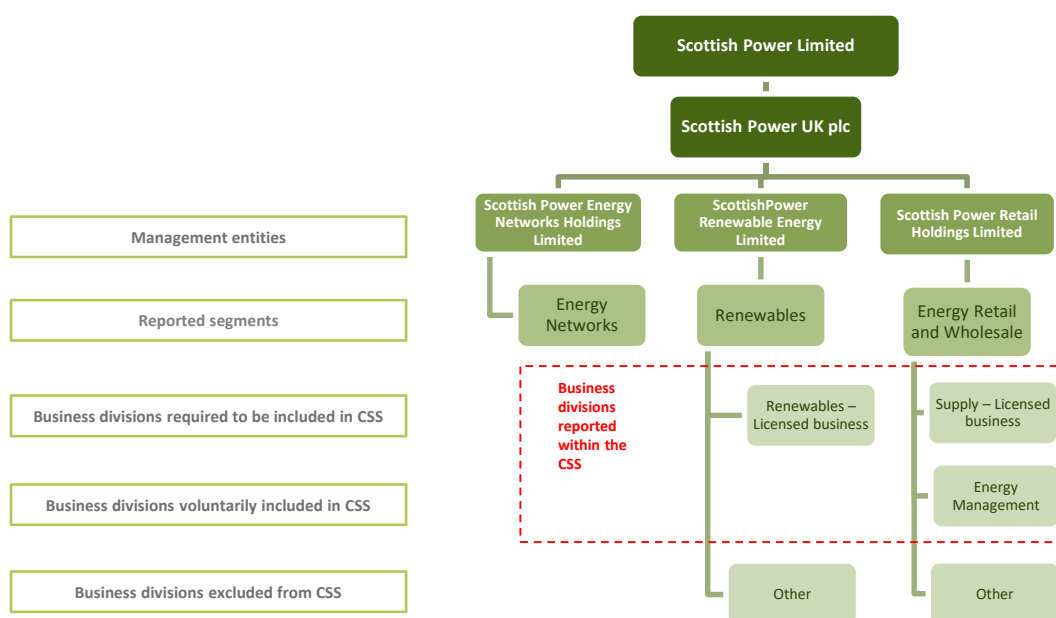 Scottish Power Limited
Scottish Power UK plc
Scottish Power Energy
Networks Holdings
Limited
ScottishPower
Renewable Energy
Limited
Scottish Power Retail
Holdings Limited
Management entities
Energy
Networks
Renewables
Energy Retail
and Wholesale
Reported segments
Business
divisions
reported
within the
CSS
Renewables –
Licensed business
Supply – Licensed
business
Business divisions required to be included in CSS
Energy
Management
Business divisions voluntarily included in CSS
Other
Other
Business divisions excluded from CSS